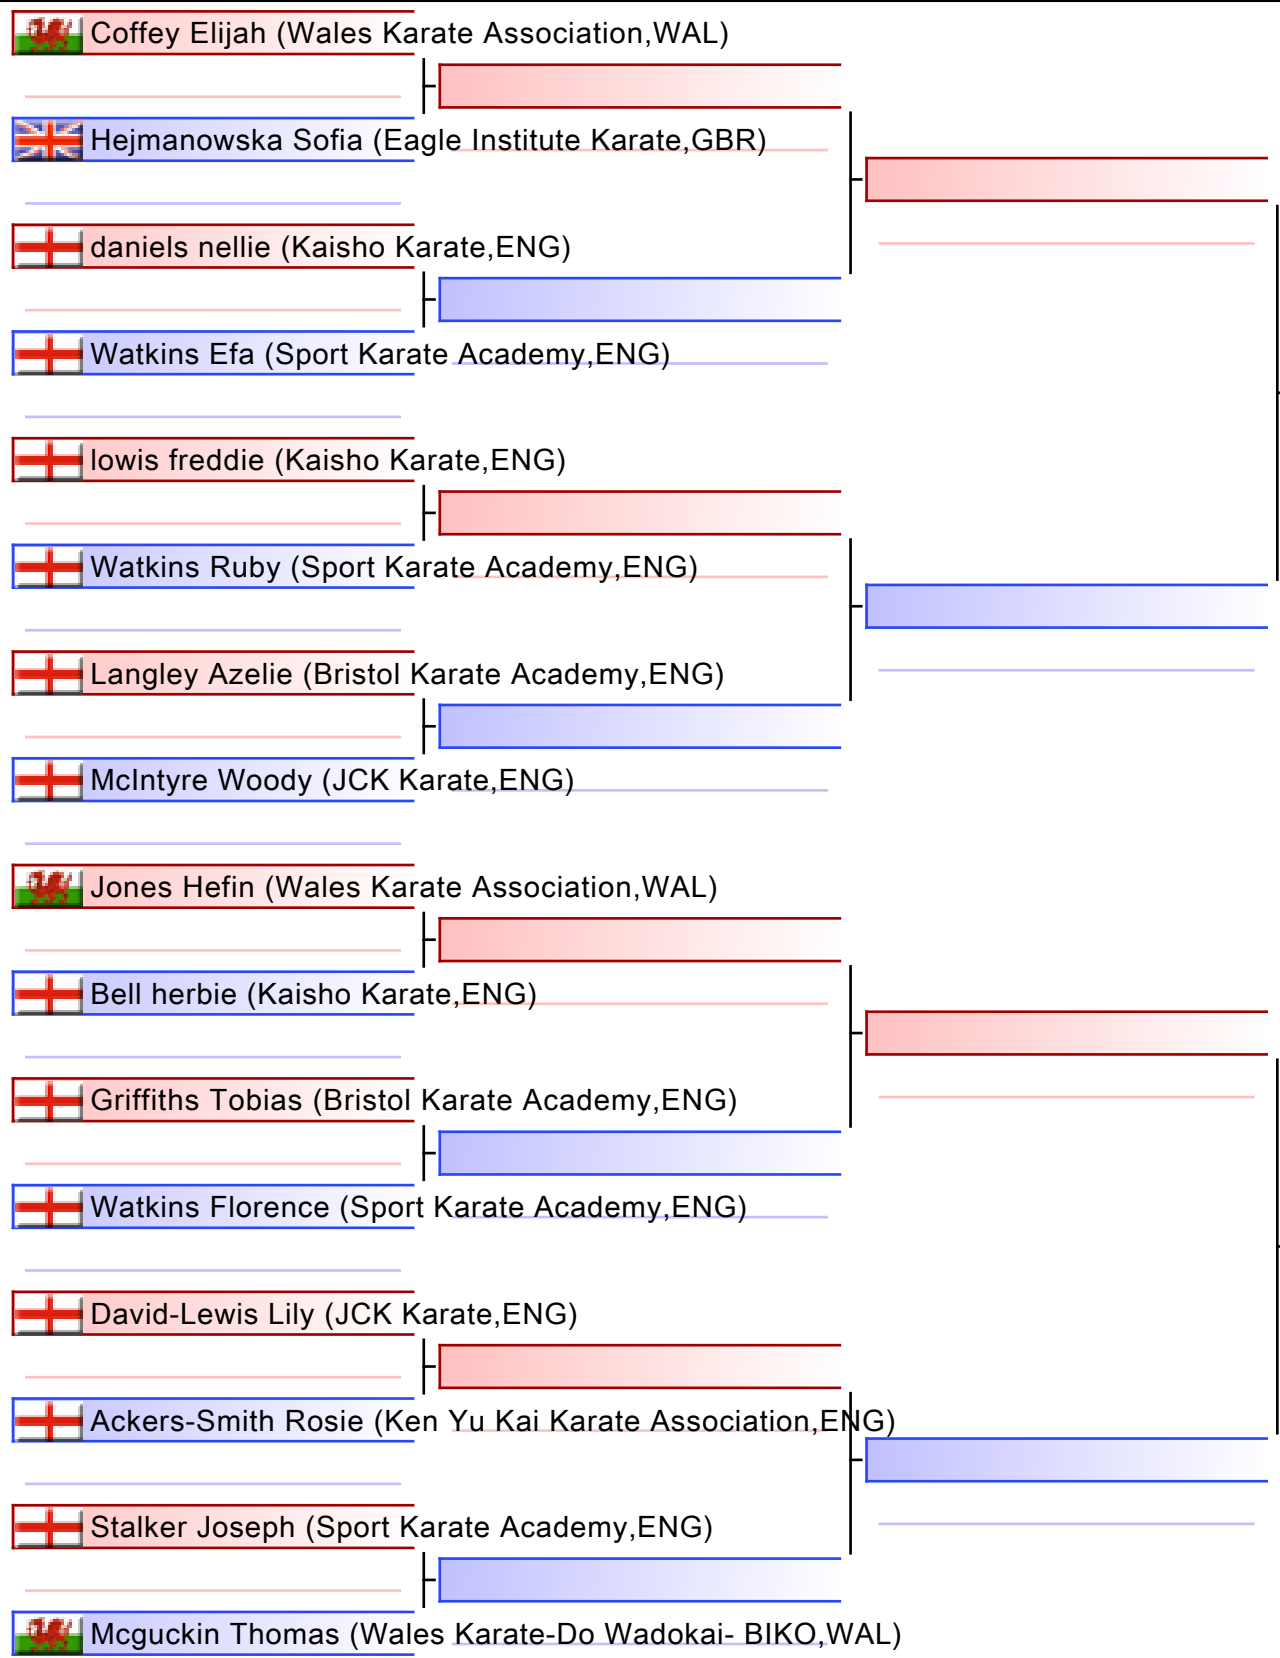 Coffey Elijah (Wales Karate Association,WAL)
Hejmanowska Sofia (Eagle Institute Karate,GBR)
daniels nellie (Kaisho Karate,ENG)
Watkins Efa (Sport Karate Academy,ENG)
lowis freddie (Kaisho Karate,ENG)
Watkins Ruby (Sport Karate Academy,ENG)
Langley Azelie (Bristol Karate Academy,ENG)
McIntyre Woody (JCK Karate,ENG)
Jones Hefin (Wales Karate Association,WAL)
Bell herbie (Kaisho Karate,ENG)
Griffiths Tobias (Bristol Karate Academy,ENG)
Watkins Florence (Sport Karate Academy,ENG)
David-Lewis Lily (JCK Karate,ENG)
Ackers-Smith Rosie (Ken Yu Kai Karate Association,ENG)
Stalker Joseph (Sport Karate Academy,ENG)
Mcguckin Thomas (Wales Karate-Do Wadokai- BIKO,WAL)